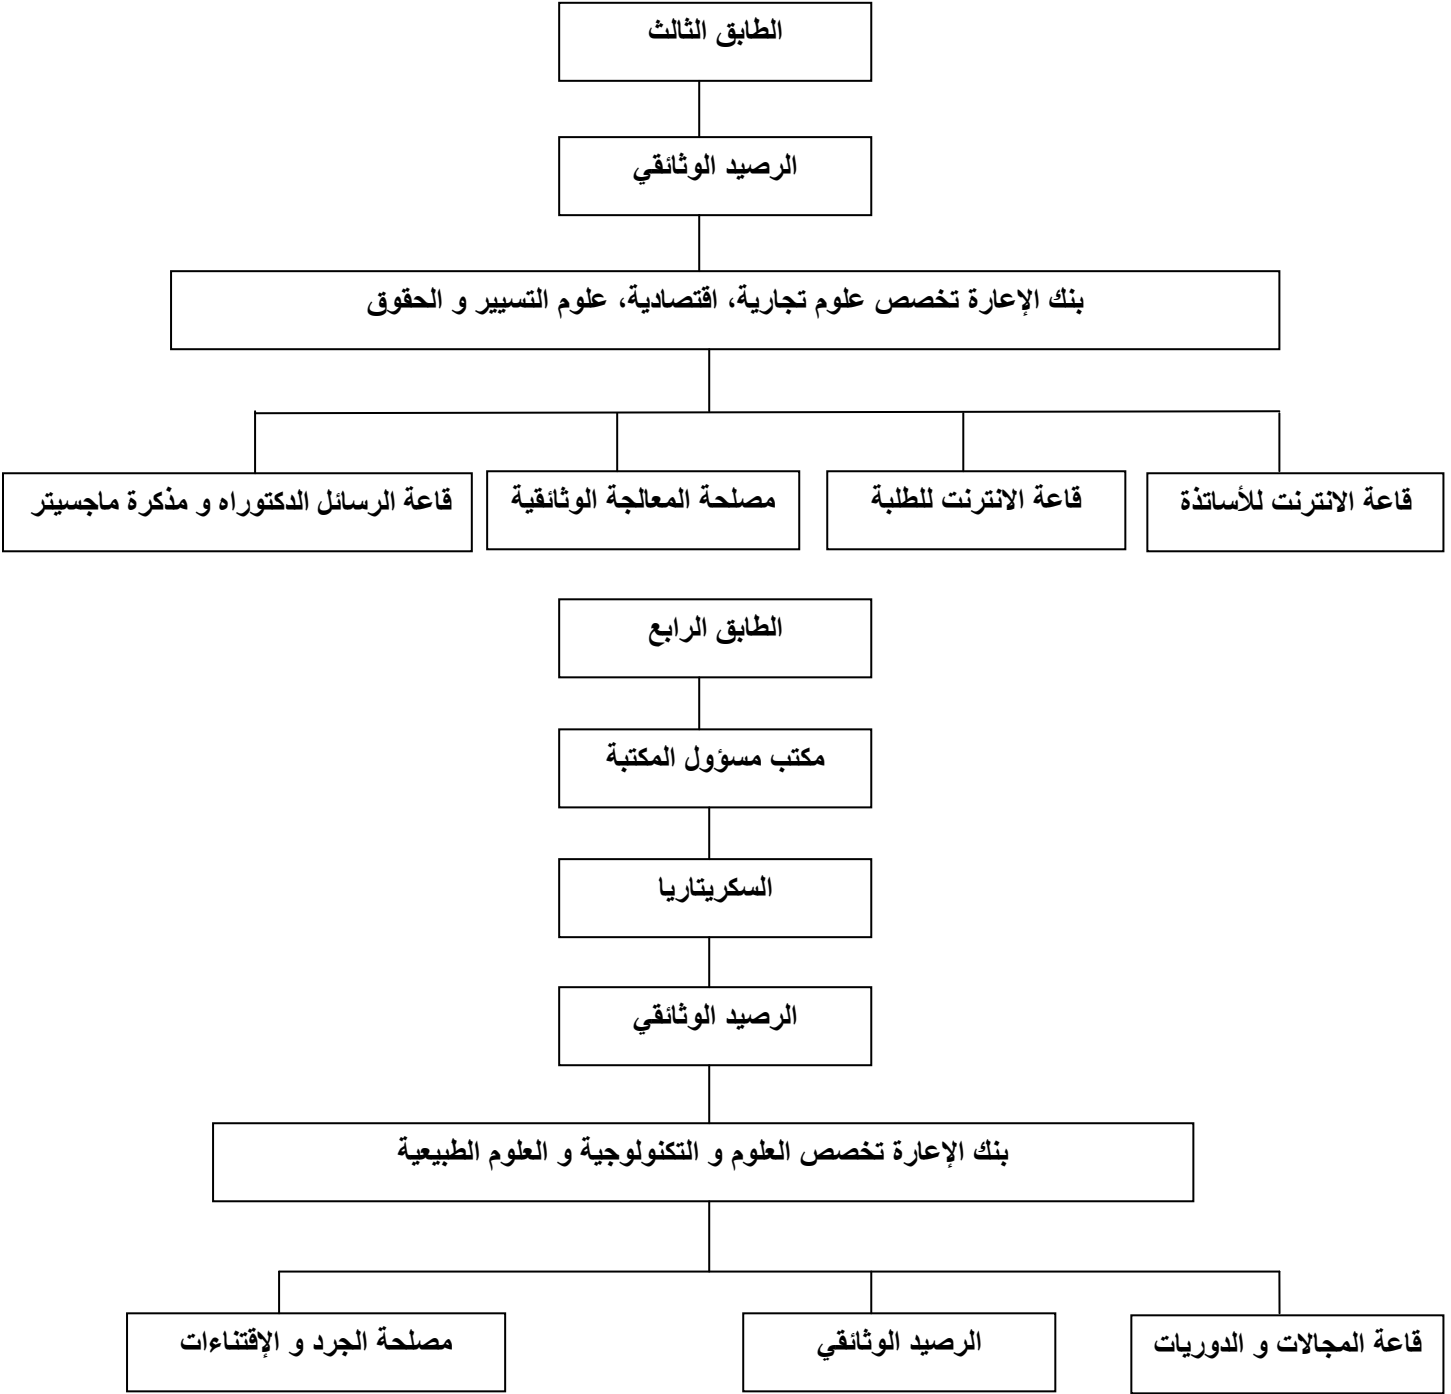 الطابق الثالث
الرصيد الوثائقي
بنك الإعارة تخصص علوم تجارية، اقتصادية، علوم التسيير و الحقوق
قاعة الانترنت للأساتذة
قاعة الانترنت للطلبة
مصلحة المعالجة الوثائقية
قاعة الرسائل الدكتوراه و مذكرة ماجسيتر
الطابق الرابع
مكتب مسؤول المكتبة
السكريتاريا
الرصيد الوثائقي
بنك الإعارة تخصص العلوم و التكنولوجية و العلوم الطبيعية
قاعة المجالات و الدوريات
الرصيد الوثائقي
مصلحة الجرد و الإقتناءات